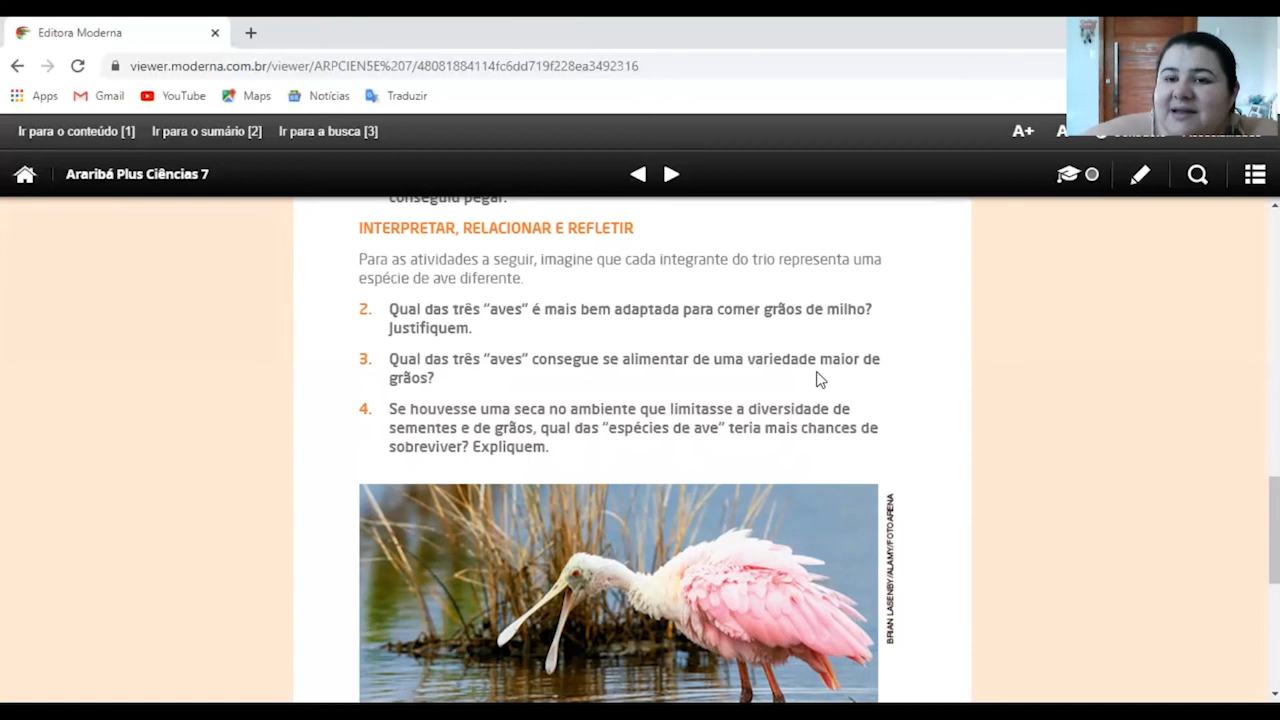 Editora Moderna
viewer.moderna.com.br/viewer/ARPCIEN5E%207/48081884114fc6dd719f228ea3492316
Apps Gmail YouTube Maps Notícias Traduzir
Ir para o conteúdo [1] Ir para o sumário [2] Ir para a busca [3] A+
Araribá Plus Ciências 7
conseguiu pegar.
INTERPRETAR, RELACIONAR E REFLETIR
Para as atividades a seguir, imagine que cada integrante do trio representa uma
espécie de ave diferente.
2. Qual das três “aves” é mais bem adaptada para comer grãos de milho?
Justifiquem.
3. Qual das três “aves” consegue se alimentar de uma variedade maior de
grãos?
4. Se houvesse uma seca no ambiente que limitasse a diversidade de
sementes e de grãos, qual das “espécies de ave” teria mais chances de
sobreviver? Expliquem.
BRIAN LASENBY/ALAMY/FOTOARENA